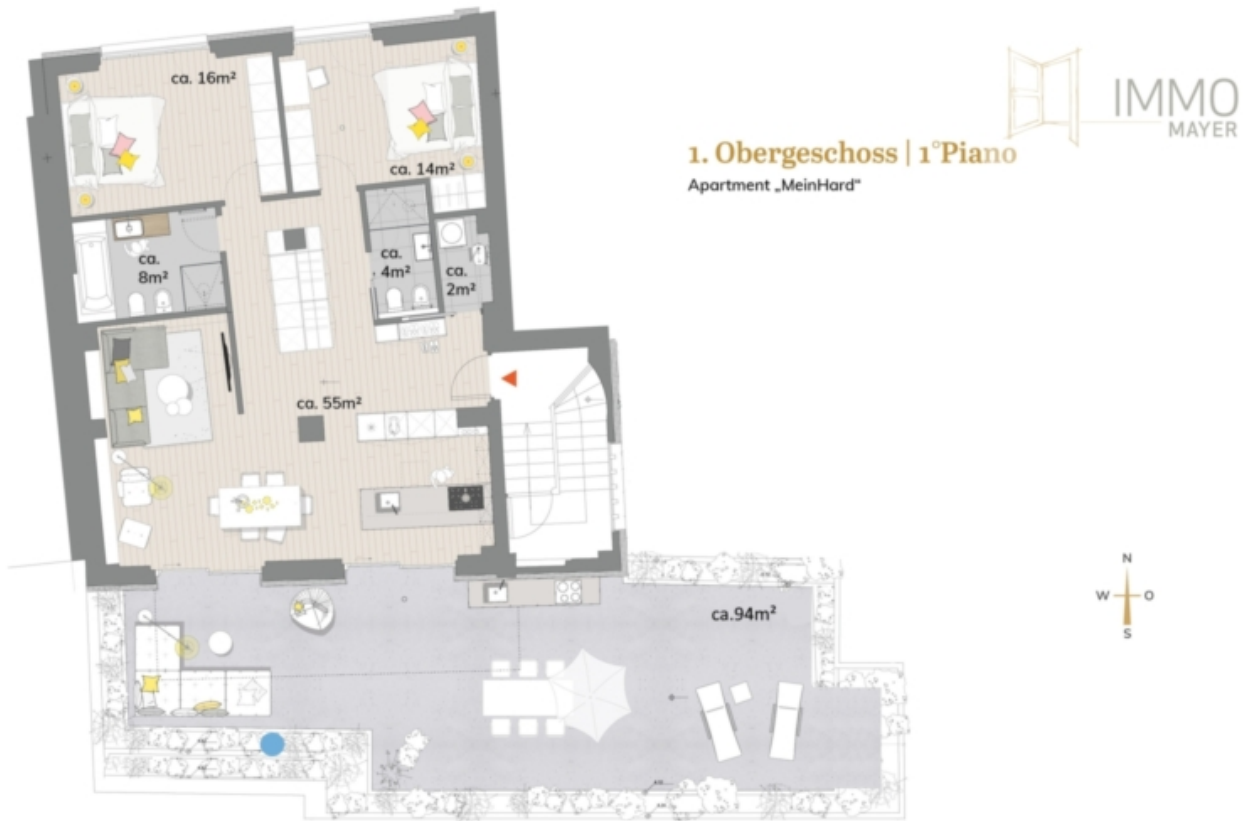 IMMO
MAYER
1. Obergeschoss | 1°Piano
Apartment „MeinHard“
ca. 16m²
ca. 14m²
ca.
8m²
ca.
4m²
ca.
2m²
ca. 55m²
ca.94m²
N
W
O
S